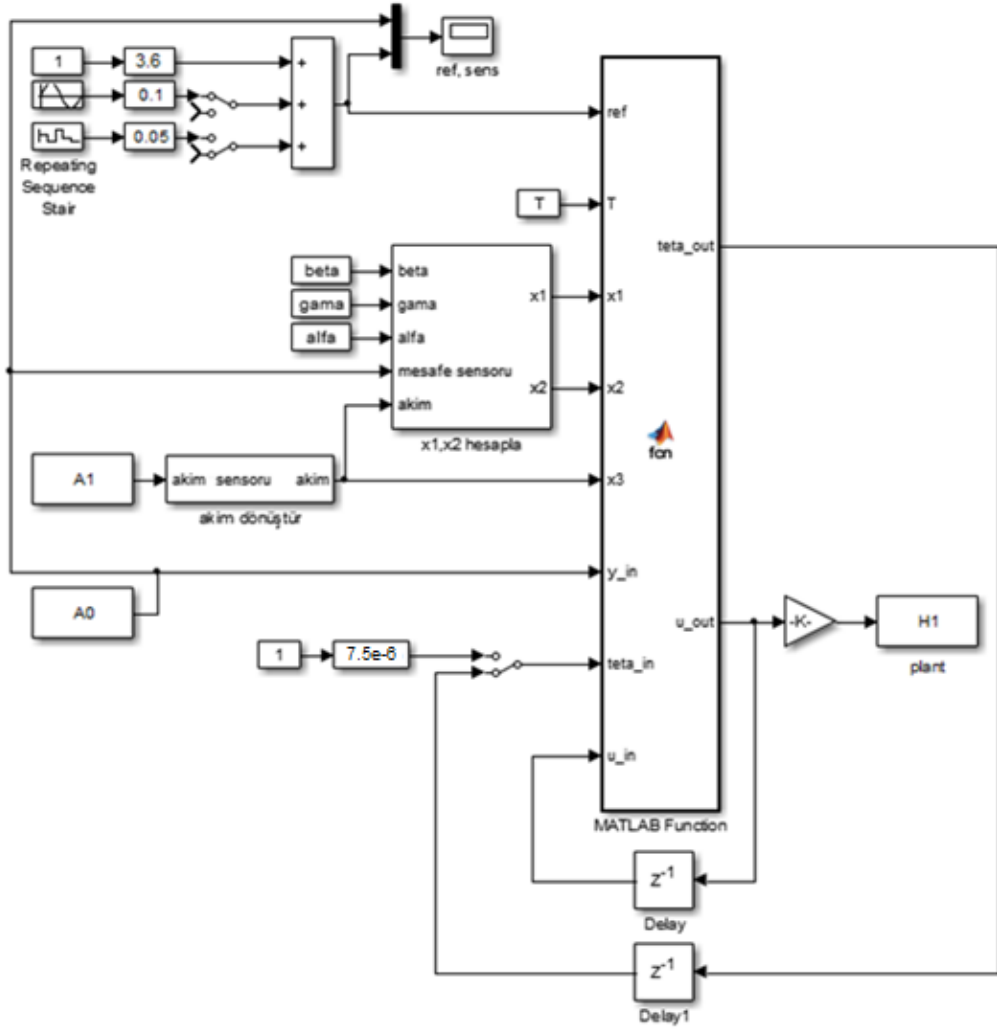 ref, sens
1
3.6
+
0.1
+
0.05
+
Repeating
Sequence
Stair
ref
T
T
teta_out
beta
beta
gama
gama
alfa
alfa
mesafe sensoru
akim
x1
x2
x1,x2 hesapla
x1
x2
fcn
A1
akim sensoru
akim
akim dönüştür
x3
A0
y_in
u_out
-K-
H1
plant
1
7.5e-6
teta_in
u_in
MATLAB Function
z-1
Delay
z-1
Delay1